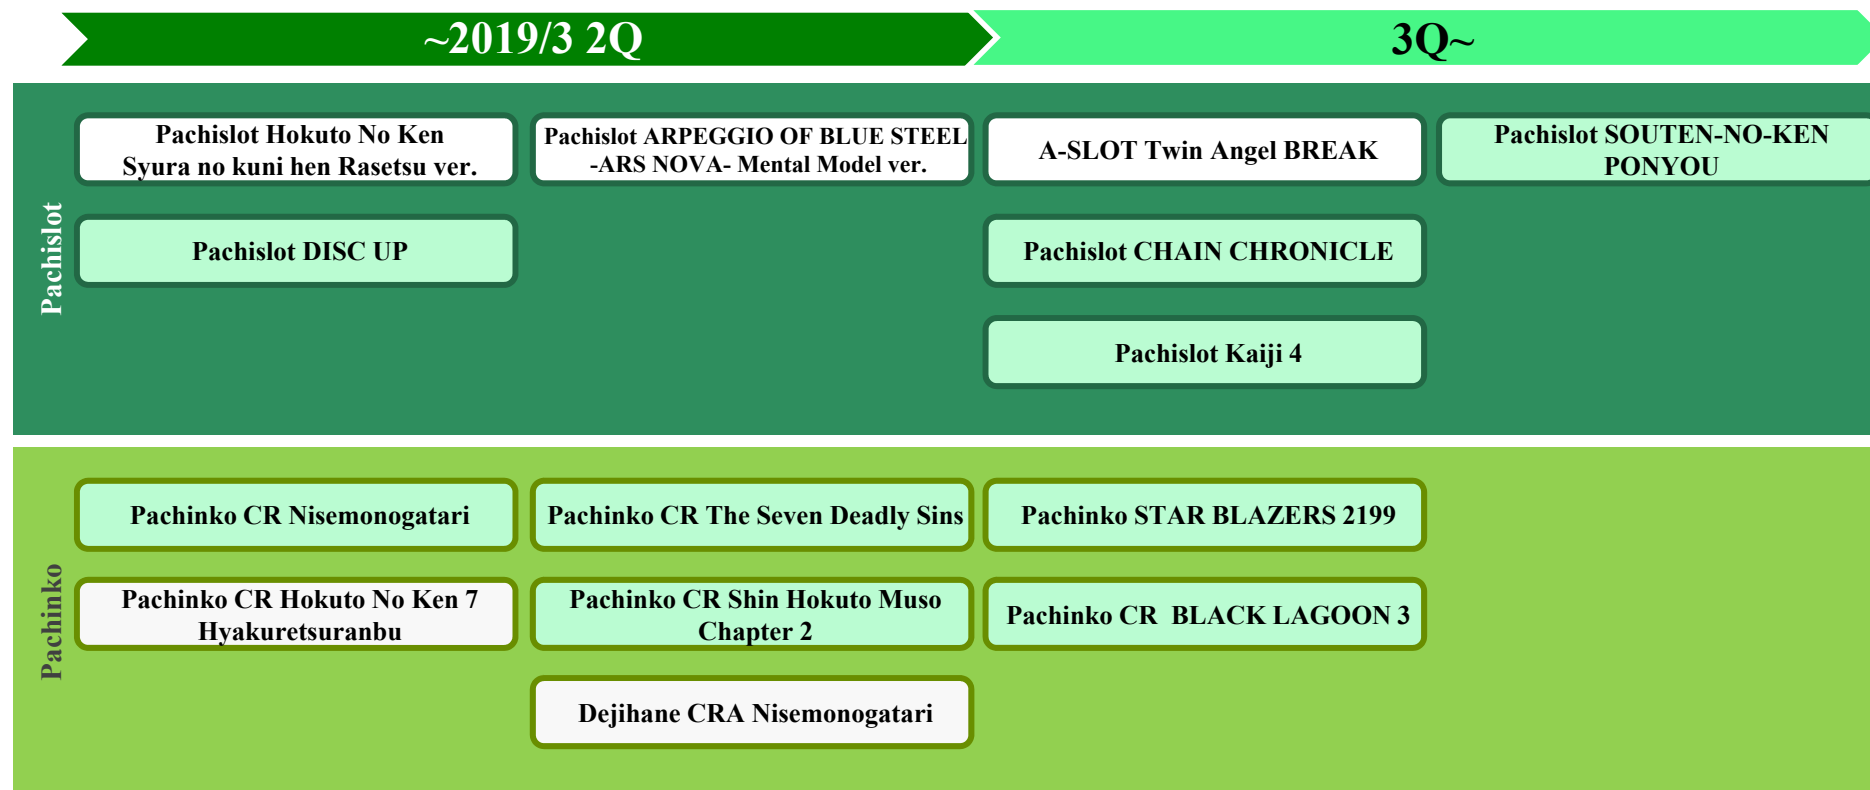 ~2019/3 2Q
3Q~
Pachislot
Pachislot Hokuto No Ken
Syura no kuni hen Rasetsu ver.
Pachislot ARPEGGIO OF BLUE STEEL
-ARS NOVA- Mental Model ver.
A-SLOT Twin Angel BREAK
Pachislot SOUTEN-NO-KEN
PONYOU
Pachislot DISC UP
Pachislot CHAIN CHRONICLE
Pachislot Kaiji 4
Pachinko
Pachinko CR Nisemonogatari
Pachinko CR The Seven Deadly Sins
Pachinko STAR BLAZERS 2199
Pachinko CR Hokuto No Ken 7
Hyakuretsuranbu
Pachinko CR Shin Hokuto Muso
Chapter 2
Pachinko CR  BLACK LAGOON 3
Dejihane CRA Nisemonogatari